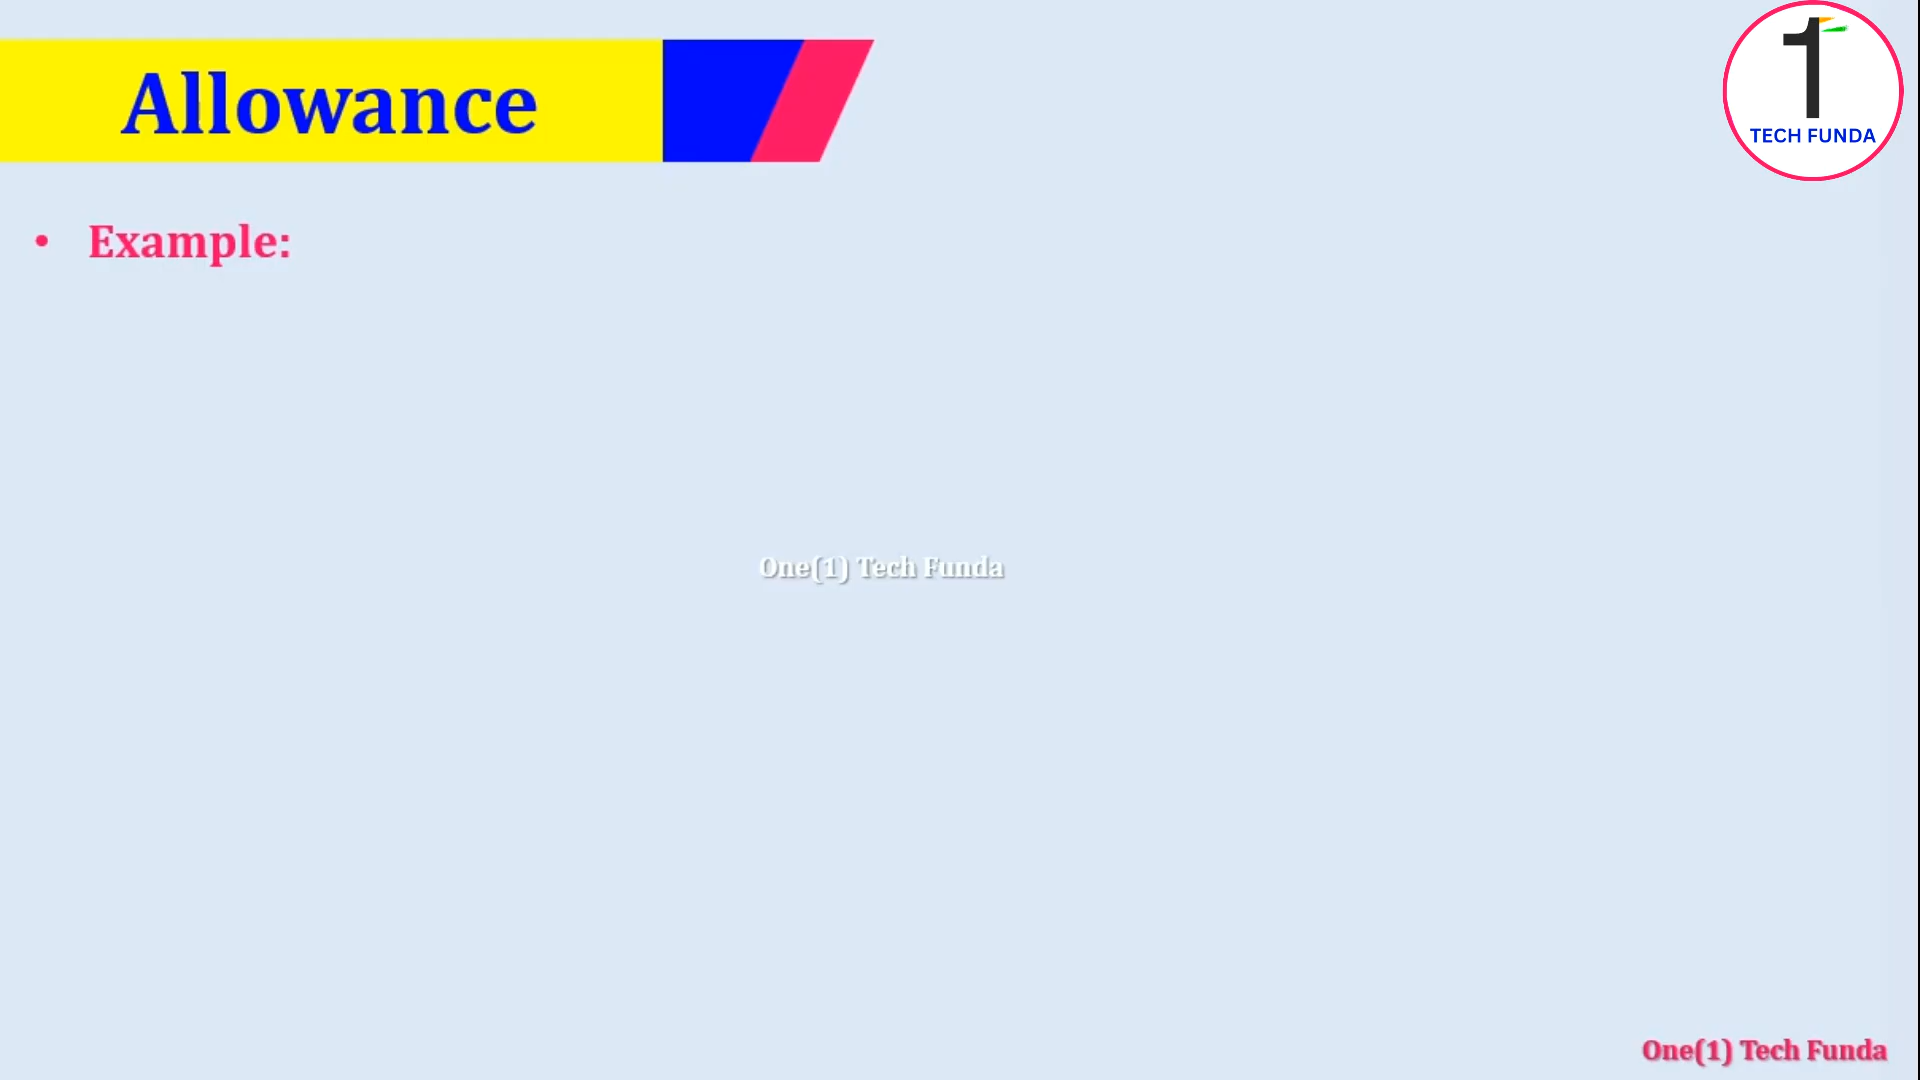 Allowance
1
TECH FUNDA
• Example:
One(1) Tech Funda
One(1) Tech Funda